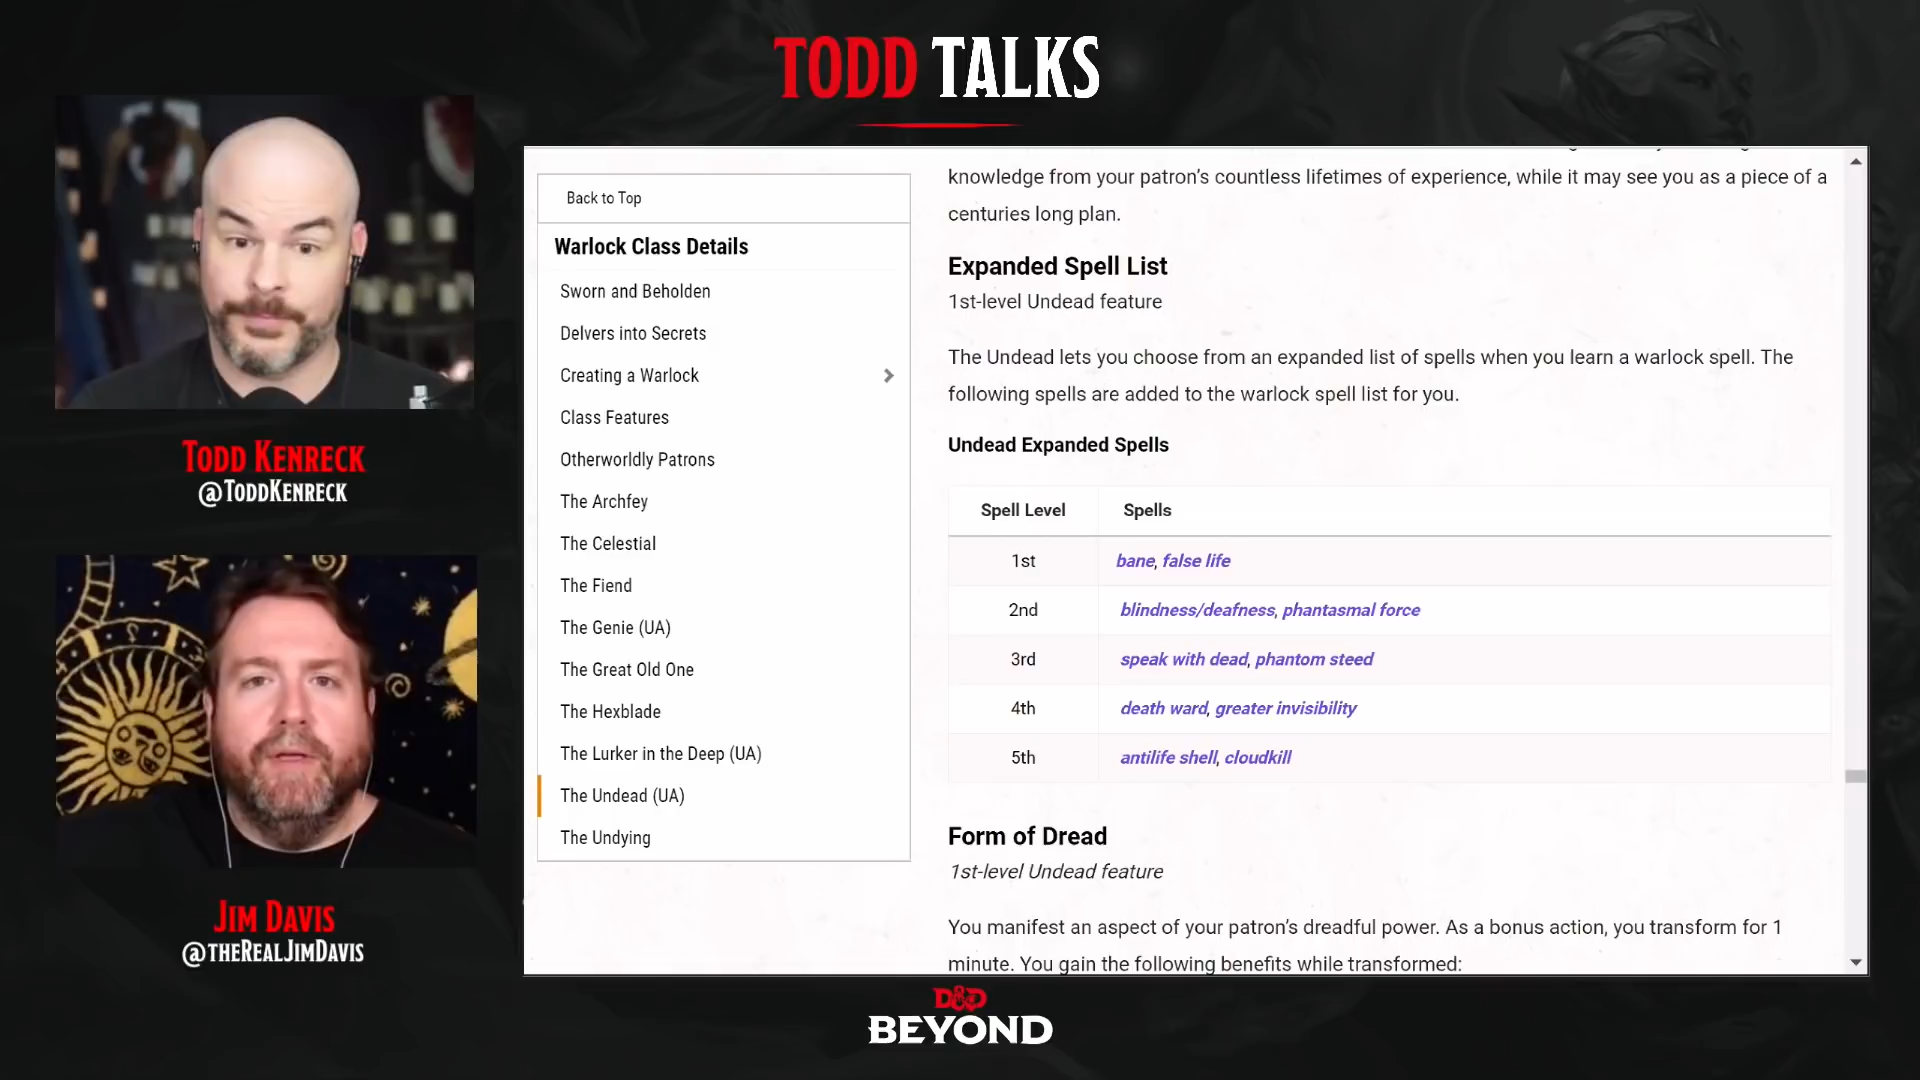 TODD TALKS
Todd Kenreck
@ToddKenreck
Jim Davis
@theRealJimDavis
Back to Top
Warlock Class Details
Sworn and Beholden
Delvers into Secrets
Creating a Warlock
Class Features
Otherworldly Patrons
The Archfey
The Celestial
The Fiend
The Genie (UA)
The Great Old One
The Hexblade
The Lurker in the Deep (UA)
The Undead (UA)
The Undying
knowledge from your patron’s countless lifetimes of experience, while it may see you as a piece of a
centuries long plan.
Expanded Spell List
1st-level Undead feature
The Undead lets you choose from an expanded list of spells when you learn a warlock spell. The
following spells are added to the warlock spell list for you.
Undead Expanded Spells
Spell Level Spells
1st bane, false life
2nd blindness/deafness, phantasmal force
3rd speak with dead, phantom steed
4th death ward, greater invisibility
5th antilife shell, cloudkill
Form of Dread
1st-level Undead feature
You manifest an aspect of your patron’s dreadful power. As a bonus action, you transform for 1
minute. You gain the following benefits while transformed:
D&D
BEYOND